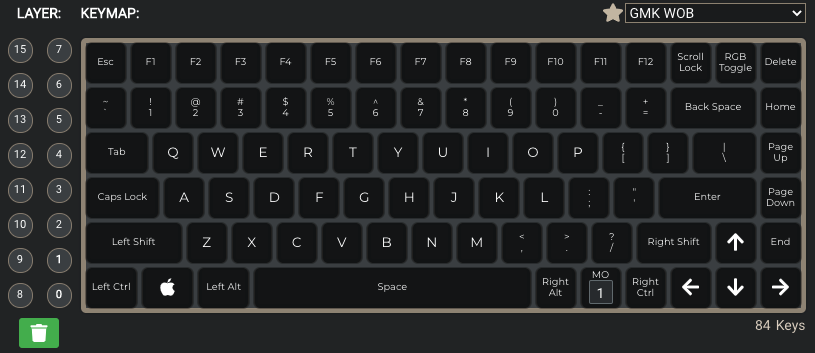 LAYER: KEYMAP: GMK WOB
15 7
14 6
13 5
12 4
11 3
10 2
9 1
8 0
Esc F1 F2 F3 F4 F5 F6 F7 F8 F9 F10 F11 F12 Scroll Lock RGB Toggle Delete
~ ` ! 1 @ 2 # 3 $ 4 % 5 ^ 6 & 7 * 8 ( 9 ) 0 _ - + = Back Space Home
Tab Q W E R T Y U I O P { [ } ] | \ Page Up
Caps Lock A S D F G H J K L : ; " ' Enter Page Down
Left Shift Z X C V B N M < , > . ? / Right Shift ↑ End
Left Ctrl Left Alt Space Right Alt MO 1 Right Ctrl ← ↓ →
84 Keys